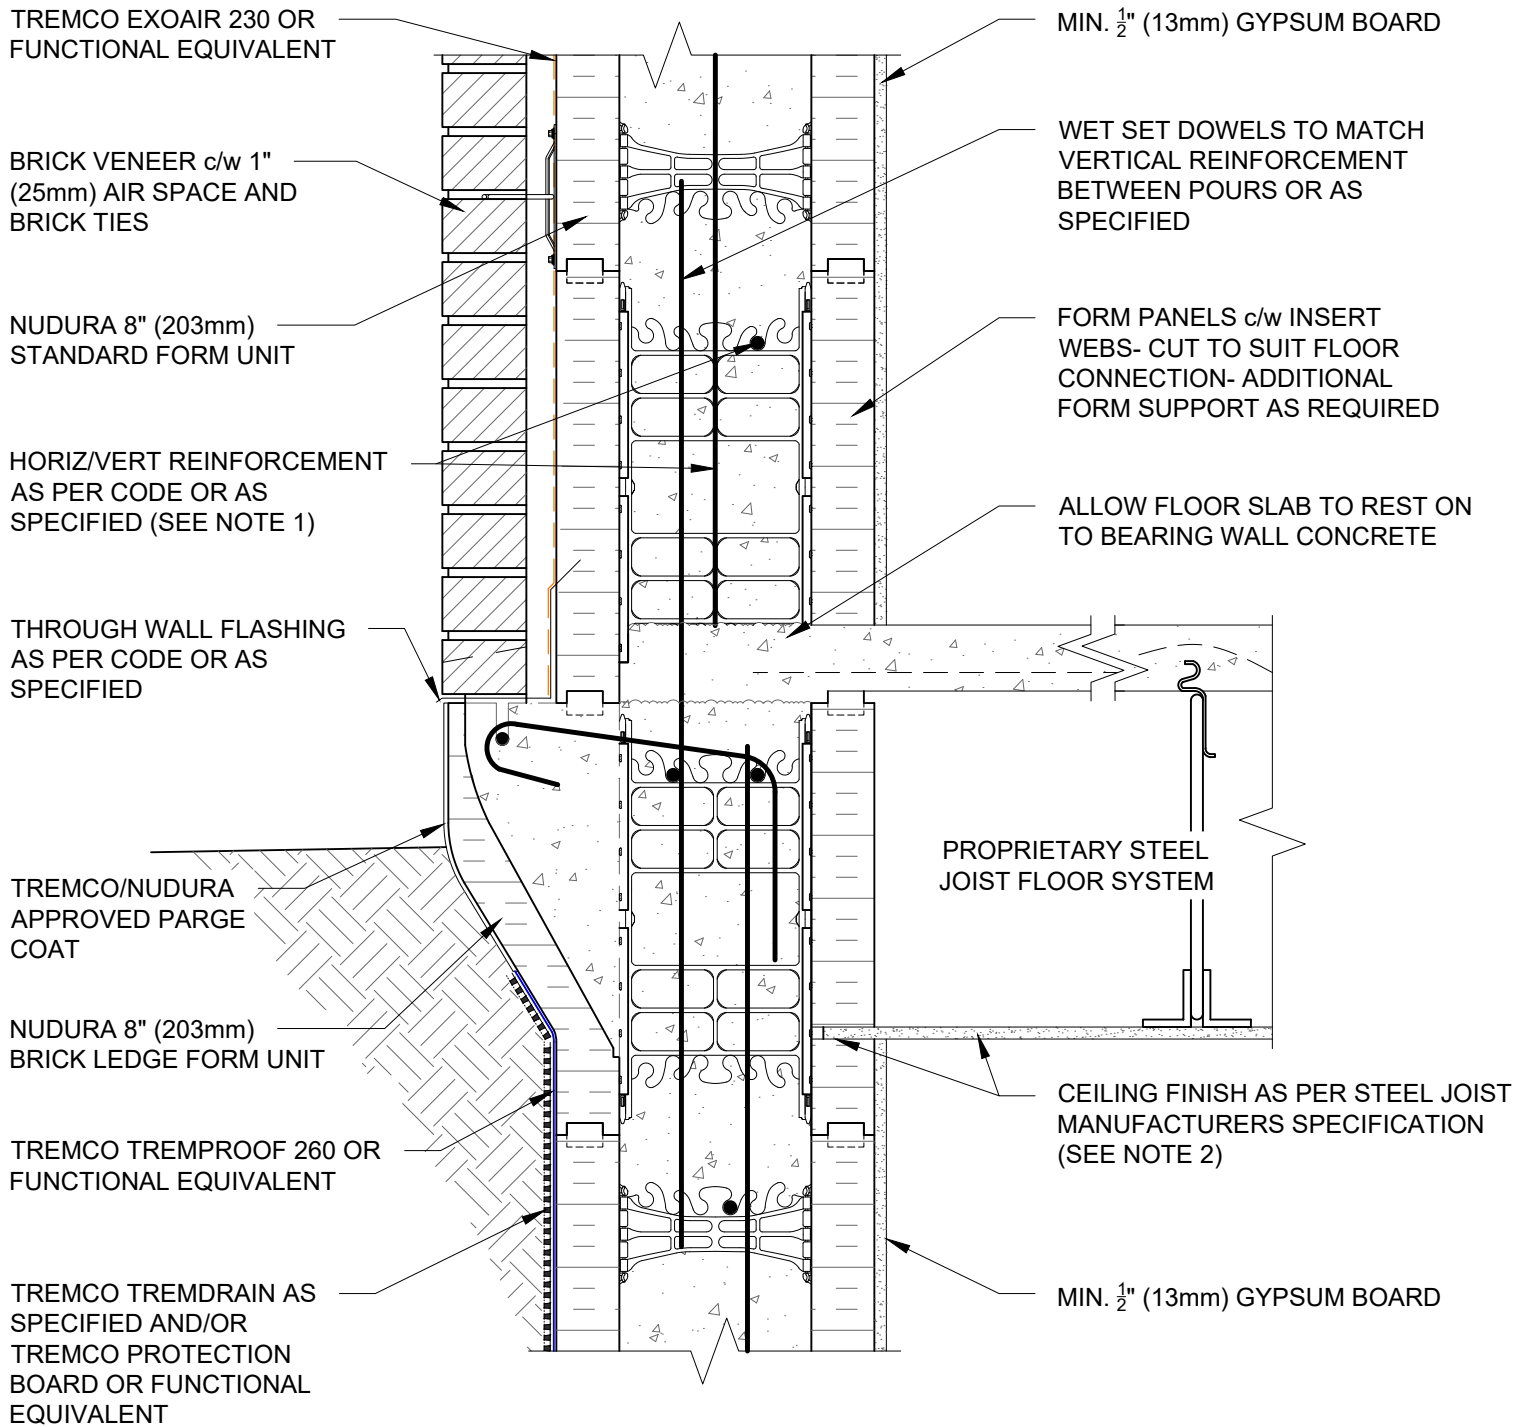 TREMCO EXOAIR 230 OR
FUNCTIONAL EQUIVALENT
BRICK VENEER c/w 1"
(25mm) AIR SPACE AND
BRICK TIES
NUDURA 8" (203mm)
STANDARD FORM UNIT
HORIZ/VERT REINFORCEMENT
AS PER CODE OR AS
SPECIFIED (SEE NOTE 1)
THROUGH WALL FLASHING
AS PER CODE OR AS
SPECIFIED
TREMCO/NUDURA
APPROVED PARGE
COAT
NUDURA 8" (203mm)
BRICK LEDGE FORM UNIT
TREMCO TREMPROOF 260 OR
FUNCTIONAL EQUIVALENT
TREMCO TREMDRAIN AS
SPECIFIED AND/OR
TREMCO PROTECTION
BOARD OR FUNCTIONAL
EQUIVALENT
MIN. 1/2" (13mm) GYPSUM BOARD
WET SET DOWELS TO MATCH
VERTICAL REINFORCEMENT
BETWEEN POURS OR AS
SPECIFIED
FORM PANELS c/w INSERT
WEBS- CUT TO SUIT FLOOR
CONNECTION- ADDITIONAL
FORM SUPPORT AS REQUIRED
ALLOW FLOOR SLAB TO REST ON
TO BEARING WALL CONCRETE
PROPRIETARY STEEL
JOIST FLOOR SYSTEM
CEILING FINISH AS PER STEEL JOIST
MANUFACTURERS SPECIFICATION
(SEE NOTE 2)
MIN. 1/2" (13mm) GYPSUM BOARD